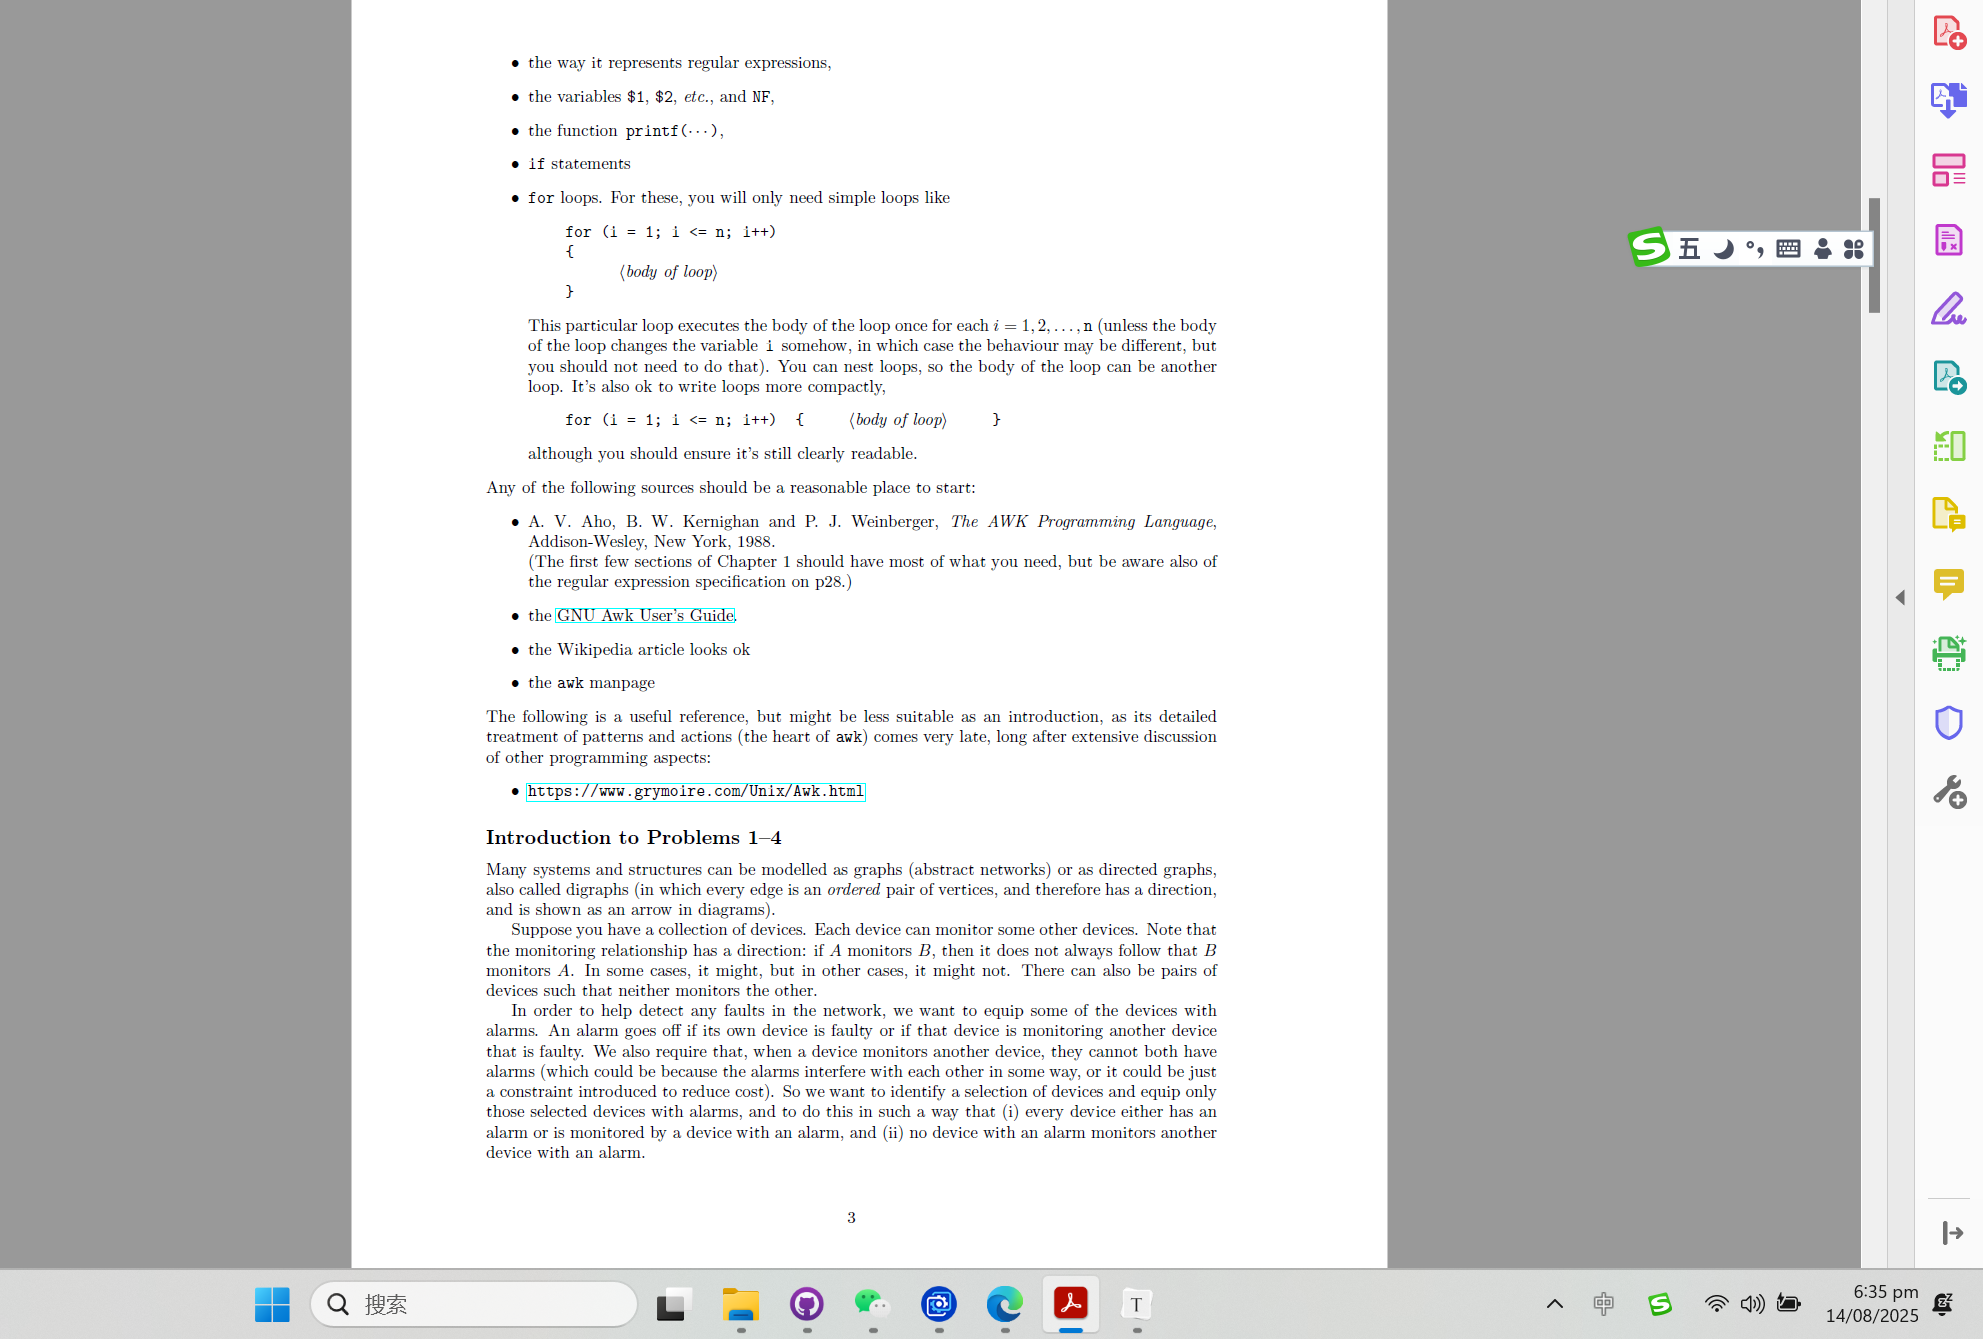 • the way it represents regular expressions,
• the variables $1, $2, etc., and NF,
• the function printf(···),
• if statements
• for loops. For these, you will only need simple loops like
for (i = 1; i <= n; i++)
{
⟨body of loop⟩
}
This particular loop executes the body of the loop once for each i = 1, 2, . . . , n (unless the body
of the loop changes the variable i somehow, in which case the behaviour may be different, but
you should not need to do that). You can nest loops, so the body of the loop can be another
loop. It's also ok to write loops more compactly,
for (i = 1; i <= n; i++) { ⟨body of loop⟩ }
although you should ensure it's still clearly readable.
Any of the following sources should be a reasonable place to start:
• A. V. Aho, B. W. Kernighan and P. J. Weinberger, The AWK Programming Language,
Addison-Wesley, New York, 1988.
(The first few sections of Chapter 1 should have most of what you need, but be aware also of
the regular expression specification on p28.)
• the GNU Awk User's Guide.
• the Wikipedia article looks ok
• the awk manpage
The following is a useful reference, but might be less suitable as an introduction, as its detailed
treatment of patterns and actions (the heart of awk) comes very late, long after extensive discussion
of other programming aspects:
• https://www.grymoire.com/Unix/Awk.html
Introduction to Problems 1–4
Many systems and structures can be modelled as graphs (abstract networks) or as directed graphs,
also called digraphs (in which every edge is an ordered pair of vertices, and therefore has a direction,
and is shown as an arrow in diagrams).
Suppose you have a collection of devices. Each device can monitor some other devices. Note that
the monitoring relationship has a direction: if A monitors B, then it does not always follow that B
monitors A. In some cases, it might, but in other cases, it might not. There can also be pairs of
devices such that neither monitors the other.
In order to help detect any faults in the network, we want to equip some of the devices with
alarms. An alarm goes off if its own device is faulty or if that device is monitoring another device
that is faulty. We also require that, when a device monitors another device, they cannot both have
alarms (which could be because the alarms interfere with each other in some way, or it could be just
a constraint introduced to reduce cost). So we want to identify a selection of devices and equip only
those selected devices with alarms, and to do this in such a way that (i) every device either has an
alarm or is monitored by a device with an alarm, and (ii) no device with an alarm monitors another
device with an alarm.
3
五
搜索
T
中
6:35 pm
14/08/2025